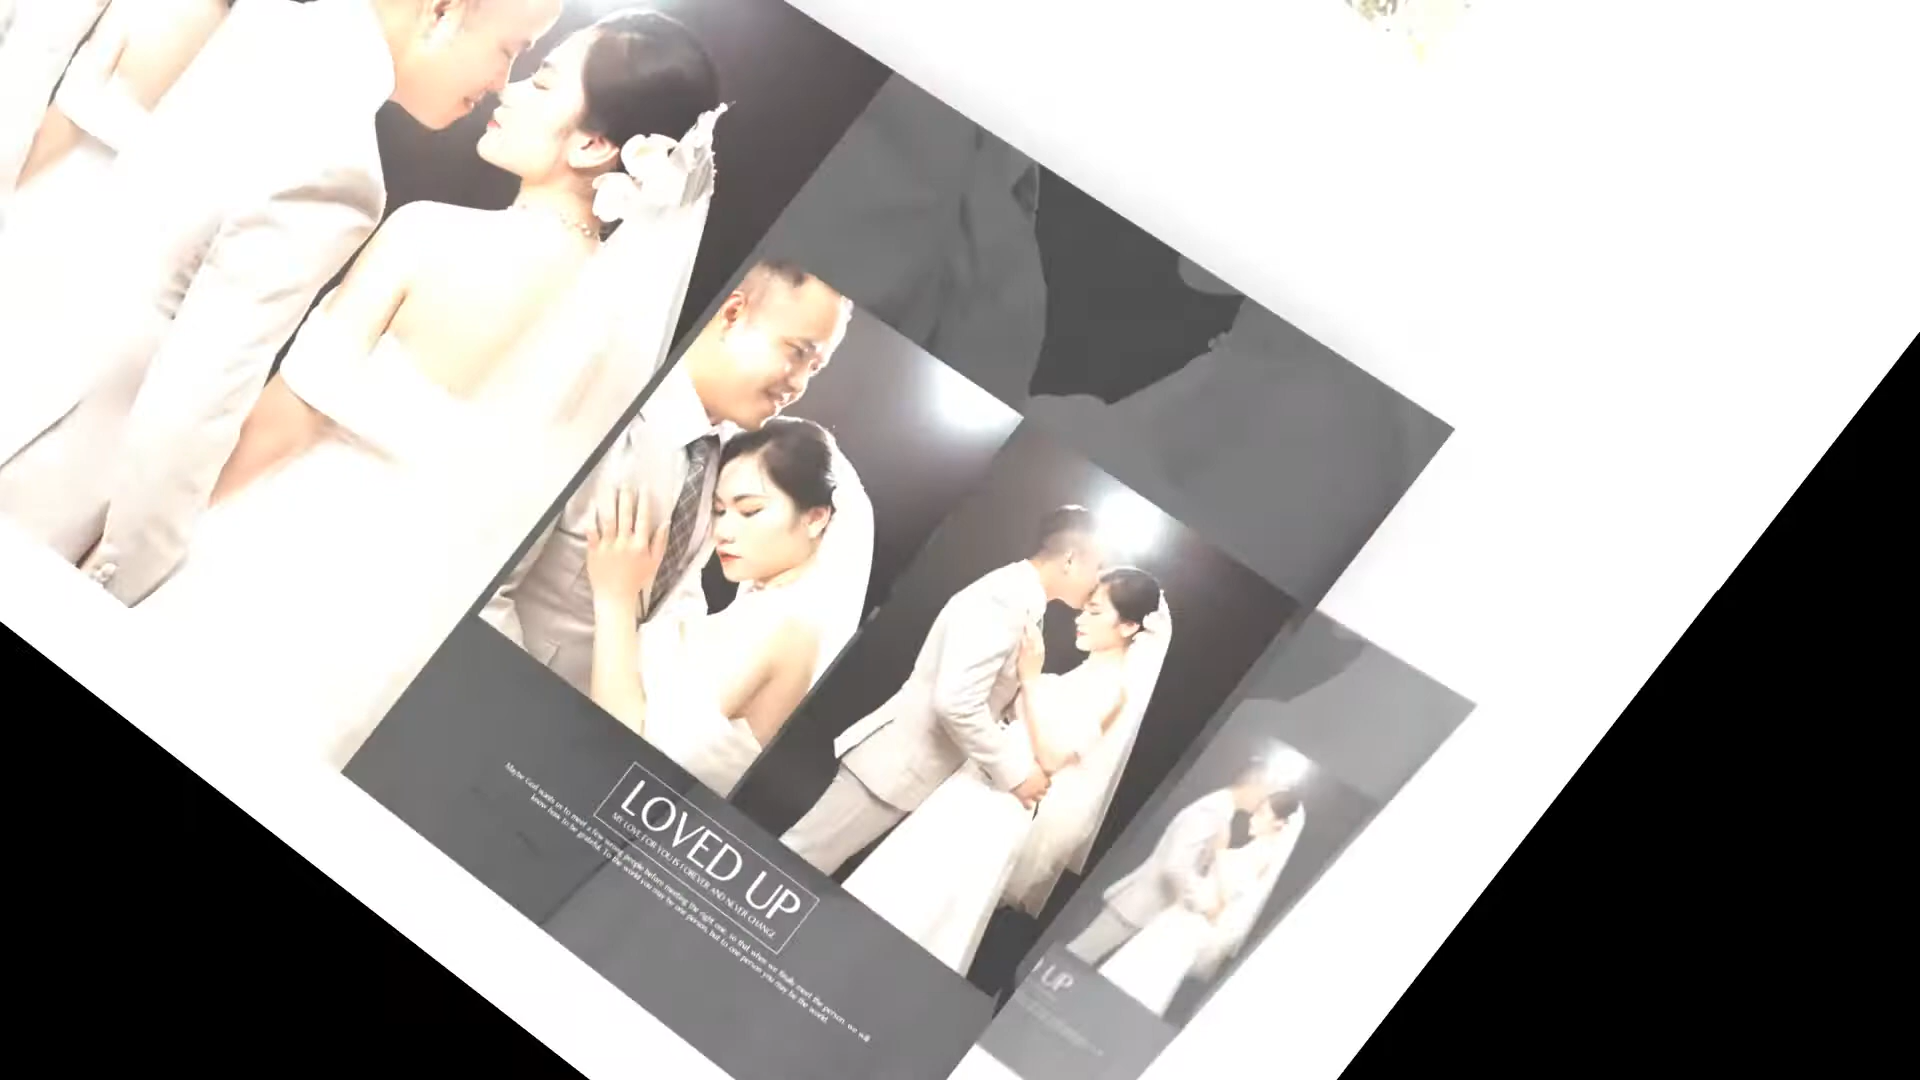 LOVED UP
MY LOVE FOR YOU IS FOREVER AND NEVER CHANGE
Maybe God wants us to meet a few wrong people before meeting the right one, so that when we finally meet the person, we will
know how to be grateful. To the world you may be one person, but to one person you may be the world.
UP